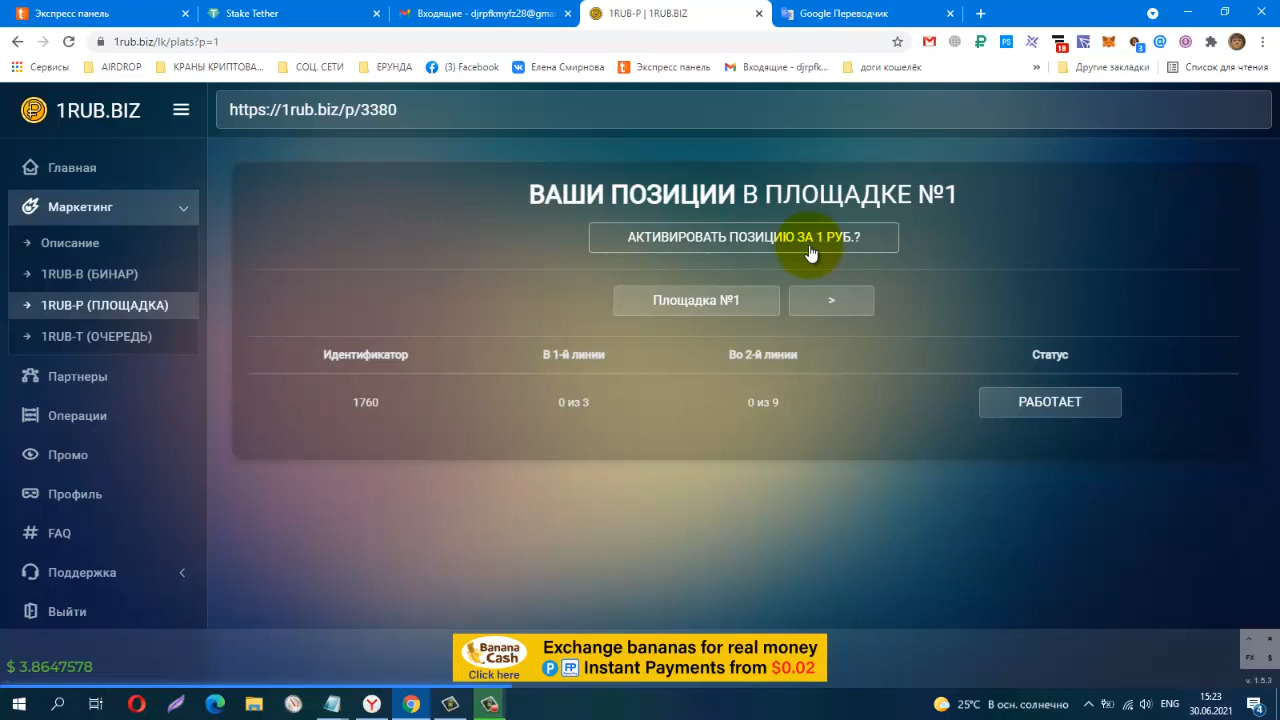 Экспресс панель
Stake Tether
Входящие - djrpfkmyfz28@gma
1RUB-P | 1RUB.BIZ
Google Переводчик
1rub.biz/lk/plats?p=1
18
3
Сервисы
AIRDROP
КРАНЫ КРИПТОВА...
СОЦ. СЕТИ
ЕРУНДА
(3) Facebook
Елена Смирнова
Экспресс панель
Входящие - djrpfk...
доги кошелёк
»
Другие закладки
Список для чтения
1RUB.BIZ
https://1rub.biz/p/3380
Главная
Маркетинг
Описание
1RUB-B (БИНАР)
1RUB-P (ПЛОЩАДКА)
1RUB-T (ОЧЕРЕДЬ)
Партнеры
Операции
Промо
Профиль
FAQ
Поддержка
Выйти
ВАШИ ПОЗИЦИИ В ПЛОЩАДКЕ №1
АКТИВИРОВАТЬ ПОЗИЦИЮ ЗА 1 РУБ.?
Площадка №1 >
Идентификатор В 1-й линии Во 2-й линии Статус
1760 0 из 3 0 из 9 РАБОТАЕТ
Banana Cash
Click here
Exchange bananas for real money
P FP Instant Payments from $0.02
$ 3.8647578
FX $
v. 1.5.3
25°C В осн. солнечно
ENG
15:23
30.06.2021
4